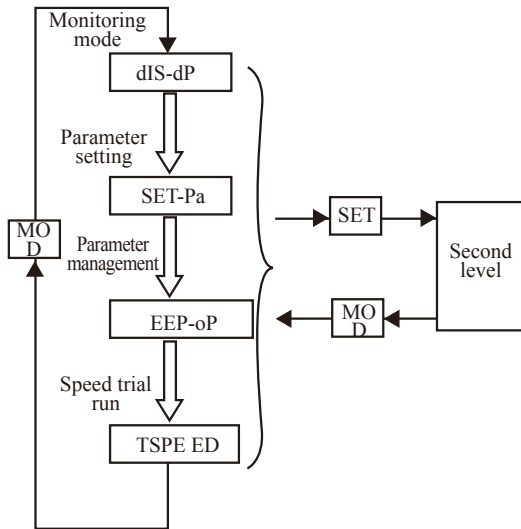 Monitoring
mode
dIS-dP
Parameter
setting
SET-Pa
MO
D
Parameter
management
EEP-oP
Speed trial
run
TSPE ED
SET
Second
level
MO
D